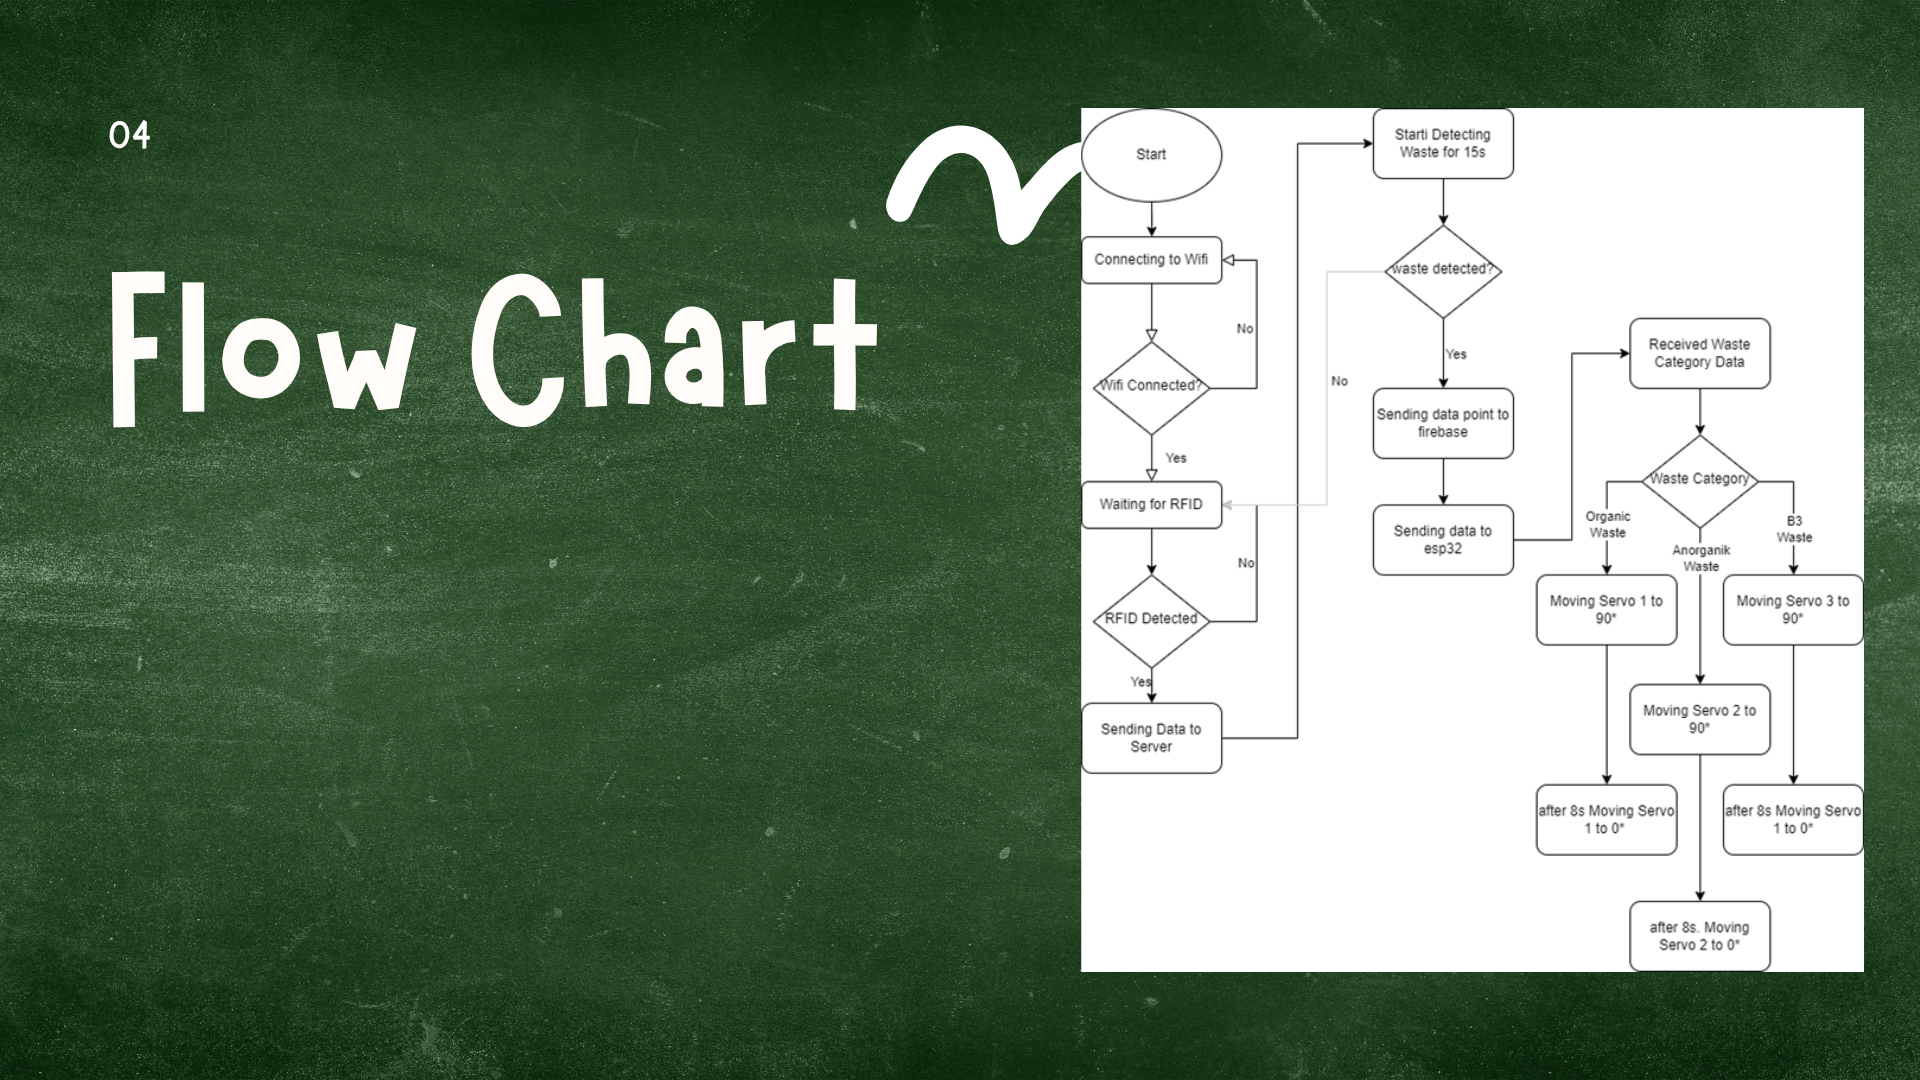 04
Flow Chart
Start
Connecting to Wifi
No
Wifi Connected?
Yes
Waiting for RFID
No
RFID Detected
Yes
Sending Data to
Server
Starti Detecting
Waste for 15s
waste detected?
No
Yes
Sending data point to
firebase
Sending data to
esp32
Received Waste
Category Data
Waste Category
Organic
Waste
Anorganik
Waste
B3
Waste
Moving Servo 1 to
90*
Moving Servo 3 to
90*
Moving Servo 2 to
90*
after 8s Moving Servo
1 to 0*
after 8s Moving Servo
1 to 0*
after 8s. Moving
Servo 2 to 0*